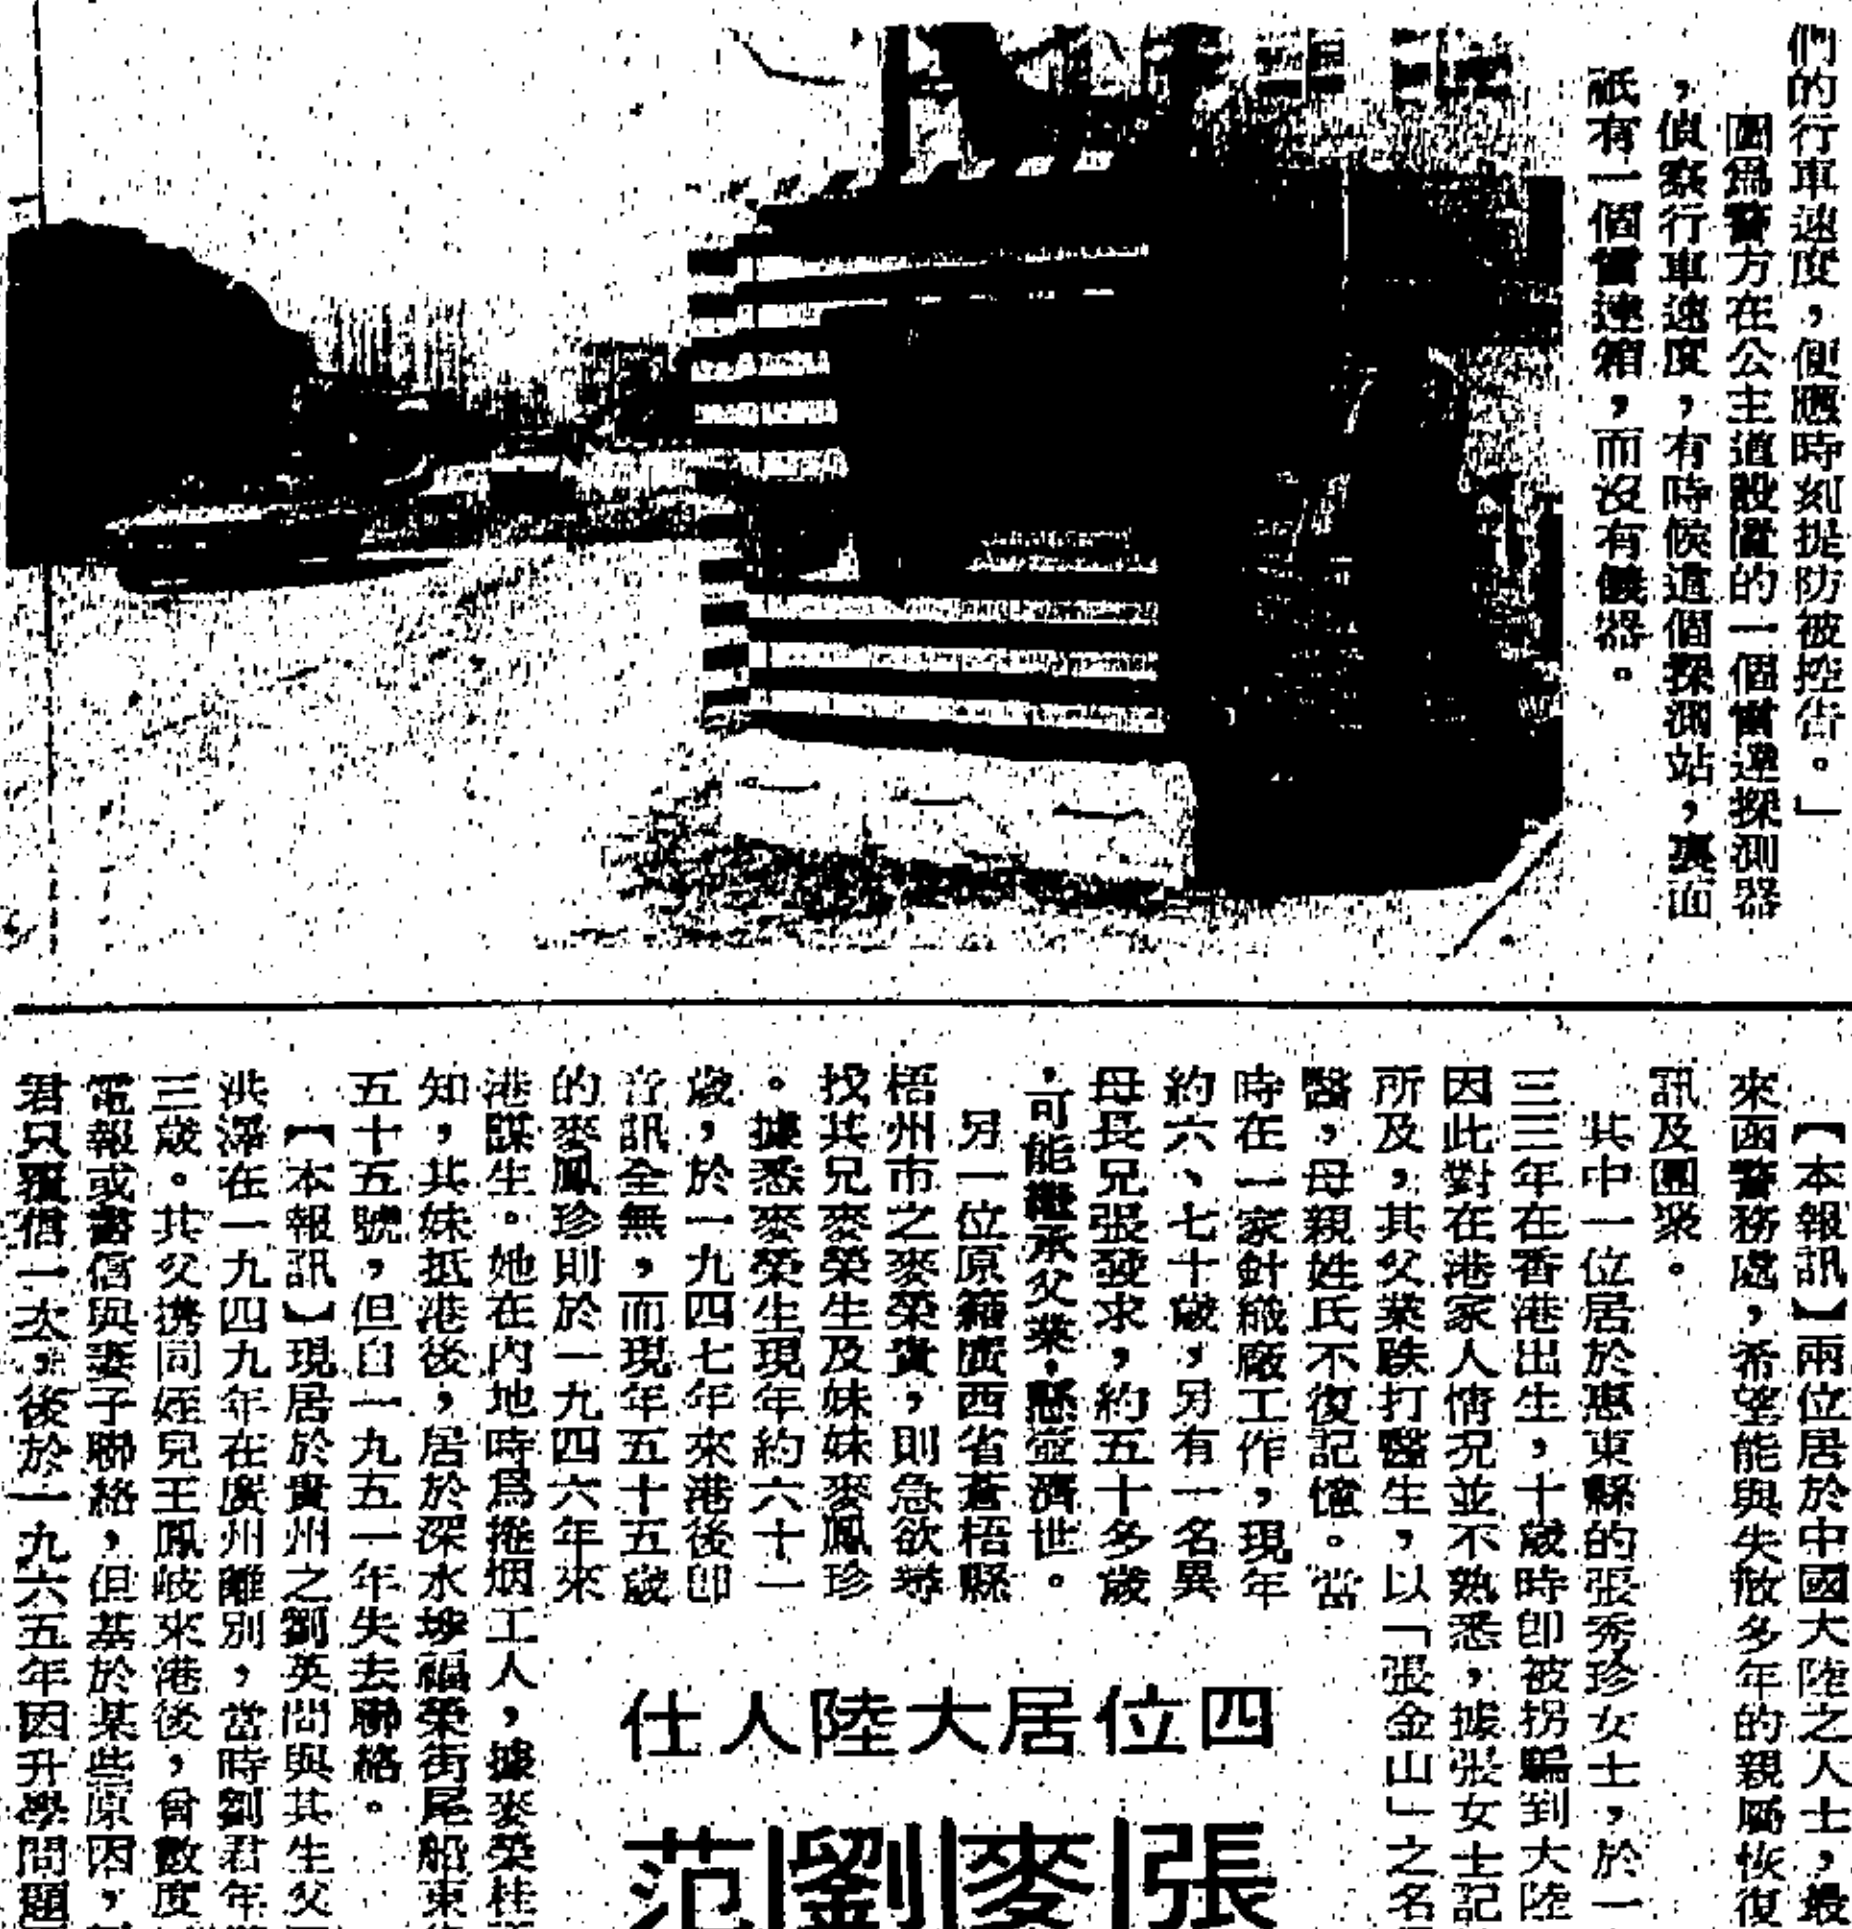 們的行車速度，便應時刻提防被控告。」
圖爲警方在公主道設置的一個雷達探測器
，偵察行車速度，有時候這個探測站，裏面
祇有一個雷達箱，而沒有儀器。
【本報訊】兩位居於中國大陸之人士，最
來函警務處，希望能與失散多年的親屬恢復
訊及團聚。
其中一位居於惠東縣的張秀珍女士，於一
三三年在香港出生，十歲時卽被拐騙到大陸
因此對在港家人情況並不熟悉，據張女士記
所及，其父業跌打醫生，以「張金山」之名
醫，母親姓氏不復記憶。當
時在一家針織廠工作，現年
約六、七十歲，另有一名異
母長兄張發求，約五十多歲
，可能繼承父業，懸壺濟世。
另一位原籍廣西省蒼梧縣
梧州市之麥榮貴，則急欲尋
找其兄麥榮生及妹妹麥鳳珍
。據悉麥榮生現年約六十一
歲，於一九四七年來港後卽
音訊全無，而現年五十五歲
的麥鳳珍則於一九四六年來
港謀生。她在內地時爲捲烟工人，據麥榮桂
知，其妹抵港後，居於深水埗福榮街尾船東
五十五號，但自一九五一年失去聯絡。
【本報訊】現居於貴州之劉英問與其生父
洪澤在一九四九年在廣州離別，當時劉君年
三歲。其父携同姪兒王鳳岐來港後，曾數度
電報或書信與妻子聯絡，但基於某些原因，
君只覆信一次，後於一九六五年因升學問題
四位居大陸人仕
張|麥|劉|范